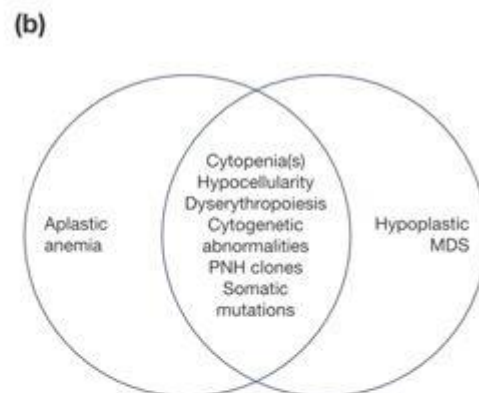 (b)
Aplastic
anemia
Cytopenia(s)
Hypocellularity
Dyserythropoiesis
Cytogenetic
abnormalities
PNH clones
Somatic
mutations
Hypoplastic
MDS